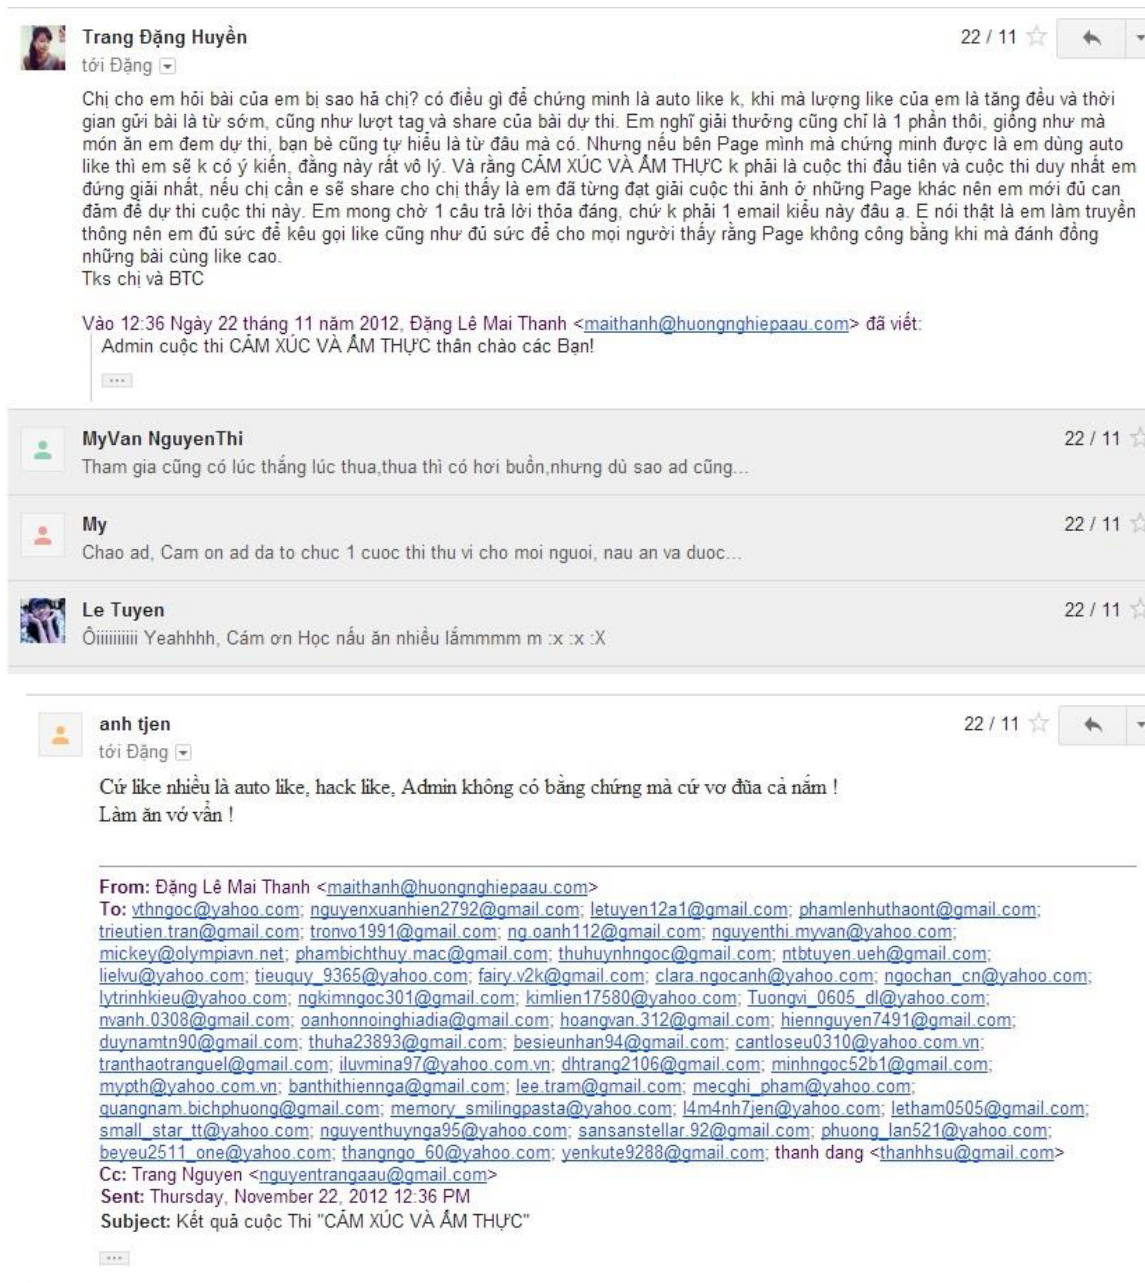 Trang Đặng Huyền
22 / 11
tới Đặng
Chị cho em hỏi bài của em bị sao hả chị? có điều gì để chứng minh là auto like k, khi mà lượng like của em là tăng đều và thời
gian gửi bài là từ sớm, cũng như lượt tag và share của bài dự thi. Em nghĩ giải thưởng cũng chỉ là 1 phần thôi, giống như mà
món ăn em đem dự thi, bạn bè cũng tự hiểu là từ đâu mà có. Nhưng nếu bên Page mình mà chứng minh được là em dùng auto
like thì em sẽ k có ý kiến, đằng này rất vô lý. Và rằng CẢM XÚC VÀ ẨM THỰC k phải là cuộc thi đầu tiên và cuộc thi duy nhất em
đứng giải nhất, nếu chị cần e sẽ share cho chị thấy là em đã từng đạt giải cuộc thi ảnh ở những Page khác nên em mới đủ can
đảm để dự thi cuộc thi này. Em mong chờ 1 câu trả lời thỏa đáng, chứ k phải 1 email kiểu này đâu ạ. E nói thật là em làm truyền
thông nên em đủ sức để kêu gọi like cũng như đủ sức để cho mọi người thấy rằng Page không công bằng khi mà đánh đồng
những bài cùng like cao.
Tks chị và BTC
Vào 12:36 Ngày 22 tháng 11 năm 2012, Đặng Lê Mai Thanh <maithanh@huongnghiepaau.com> đã viết:
Admin cuộc thi CẢM XÚC VÀ ẨM THỰC thân chào các Bạn!
MyVan NguyenThi
22 / 11
Tham gia cũng có lúc thắng lúc thua,thua thì có hơi buồn,nhưng dù sao ad cũng...
My
22 / 11
Chao ad, Cam on ad da to chuc 1 cuoc thi thu vi cho moi nguoi, nau an va duoc...
Le Tuyen
22 / 11
Ôiiiiiiiiii Yeahhhh, Cám ơn Học nấu ăn nhiều lắmmmm m :x :x :X
anh tjen
22 / 11
tới Đặng
Cứ like nhiều là auto like, hack like, Admin không có bằng chứng mà cứ vơ đũa cả nắm !
Làm ăn vớ vẩn !
From: Đặng Lê Mai Thanh <maithanh@huongnghiepaau.com>
To: vthngoc@yahoo.com; nguyenxuanhien2792@gmail.com; letuyen12a1@gmail.com; phamlenhuthaont@gmail.com;
trieutien.tran@gmail.com; tronvo1991@gmail.com; ng.oanh112@gmail.com; nguyenthi.myvan@yahoo.com;
mickey@olympiavn.net; phambichthuy.mac@gmail.com; thuhuynhngoc@gmail.com; ntbtuyen.ueh@gmail.com;
lielvu@yahoo.com; tieuquy_9365@yahoo.com; fairy.v2k@gmail.com; clara.ngocanh@yahoo.com; ngochan_cn@yahoo.com;
lytrinhkieu@yahoo.com; ngkimngoc301@gmail.com; kimlien17580@yahoo.com; Tuongvi_0605_dl@yahoo.com;
nvanh.0308@gmail.com; oanhonnoinghiadia@gmail.com; hoangvan.312@gmail.com; hiennguyen7491@gmail.com;
duynamtn90@gmail.com; thuha23893@gmail.com; besieunhan94@gmail.com; cantloseu0310@yahoo.com.vn;
tranthaotranguel@gmail.com; iluvmina97@yahoo.com.vn; dhtrang2106@gmail.com; minhngoc52b1@gmail.com;
mypth@yahoo.com.vn; banthithiennga@gmail.com; lee.tram@gmail.com; mecghi_pham@yahoo.com;
quangnam.bichphuong@gmail.com; memory_smilingpasta@yahoo.com; l4m4nh7jen@yahoo.com; letham0505@gmail.com;
small_star_tt@yahoo.com; nguyenthuynga95@yahoo.com; sansanstellar.92@gmail.com; phuong_lan521@yahoo.com;
beyeu2511_one@yahoo.com; thangngo_60@yahoo.com; yenkute9288@gmail.com; thanh dang <thanhhsu@gmail.com>
Cc: Trang Nguyen <nguyentrangaau@gmail.com>
Sent: Thursday, November 22, 2012 12:36 PM
Subject: Kết quả cuộc Thi "CẢM XÚC VÀ ẨM THỰC"